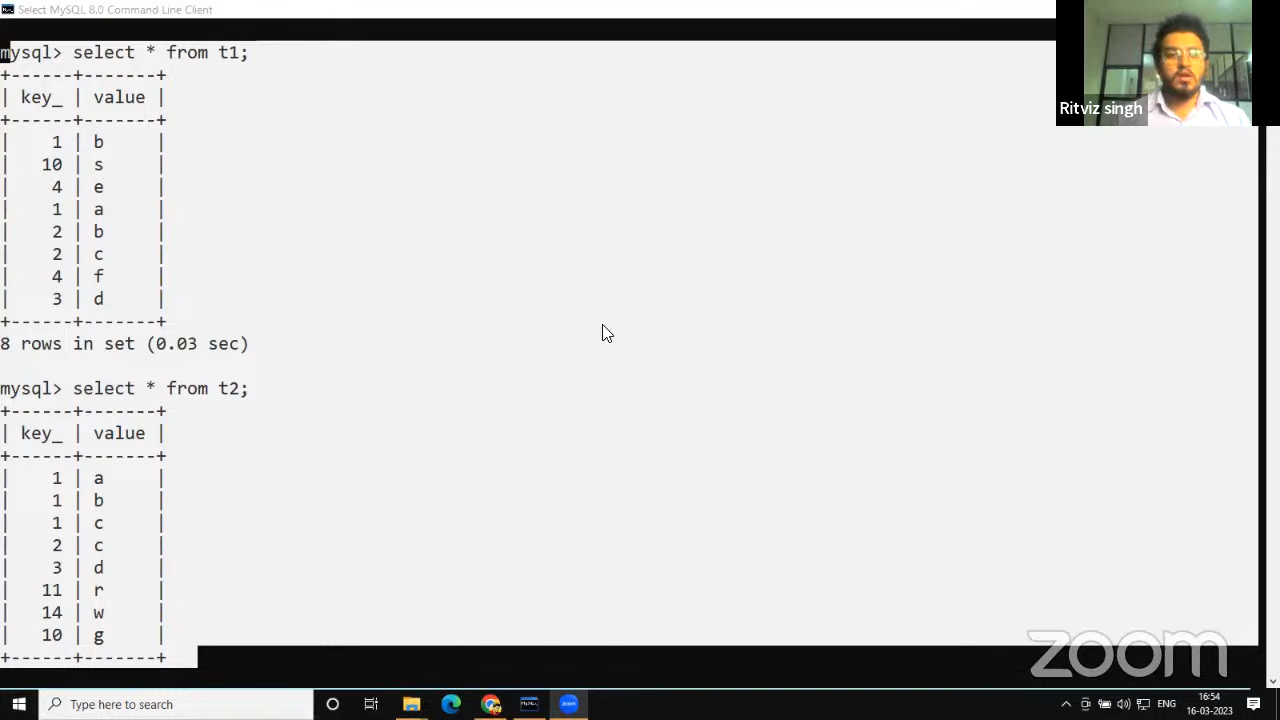 Select MySQL 8.0 Command Line Client
mysql> select * from t1;
+------+-------+
| key_ | value |
+------+-------+
|    1 | b     |
|   10 | s     |
|    4 | e     |
|    1 | a     |
|    2 | b     |
|    2 | c     |
|    4 | f     |
|    3 | d     |
+------+-------+
8 rows in set (0.03 sec)
mysql> select * from t2;
+------+-------+
| key_ | value |
+------+-------+
|    1 | a     |
|    1 | b     |
|    1 | c     |
|    2 | c     |
|    3 | d     |
|   11 | r     |
|   14 | w     |
|   10 | g     |
+------+-------+
Ritviz singh
zoom
Type here to search
zoom
ENG
16:54
16-03-2023